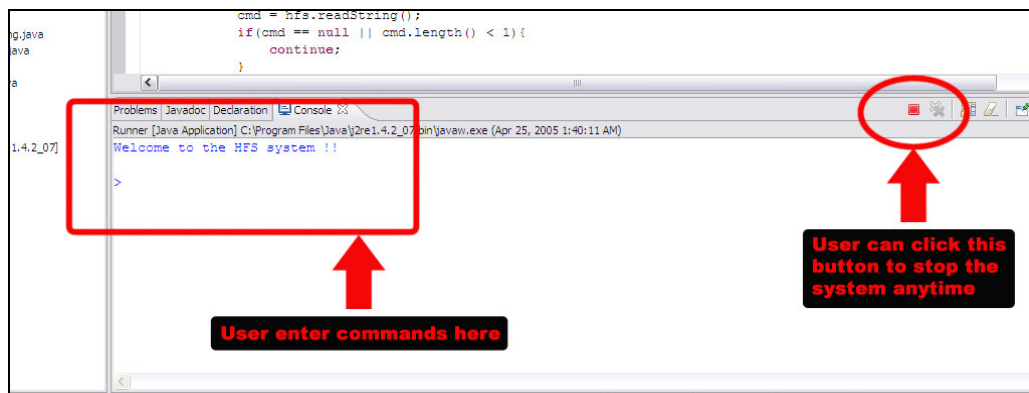 cmd = hfs.readString();
ng.java
if(cmd == null || cmd.length() < 1){
java
continue;
}
a
Problems Javadoc Declaration Console
Runner [Java Application] C:\Program Files\Java\j2re1.4.2_07\bin\javaw.exe (Apr 25, 2005 1:40:11 AM)
1.4.2_07]
Welcome to the HFS system !!
>
User can click this
button to stop the
system anytime
User enter commands here